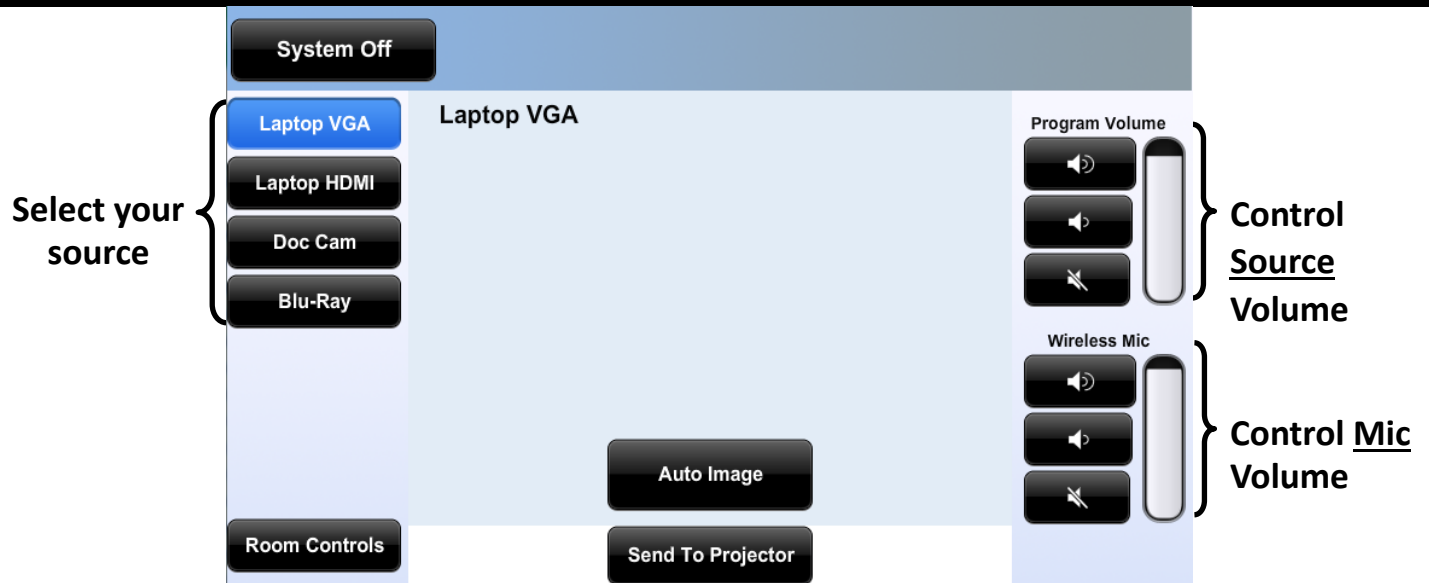 System Off
Select your
source
Laptop VGA
Laptop HDMI
Doc Cam
Blu-Ray
Room Controls
Laptop VGA
Auto Image
Send To Projector
Program Volume
Control
Source
Volume
Wireless Mic
Control Mic
Volume